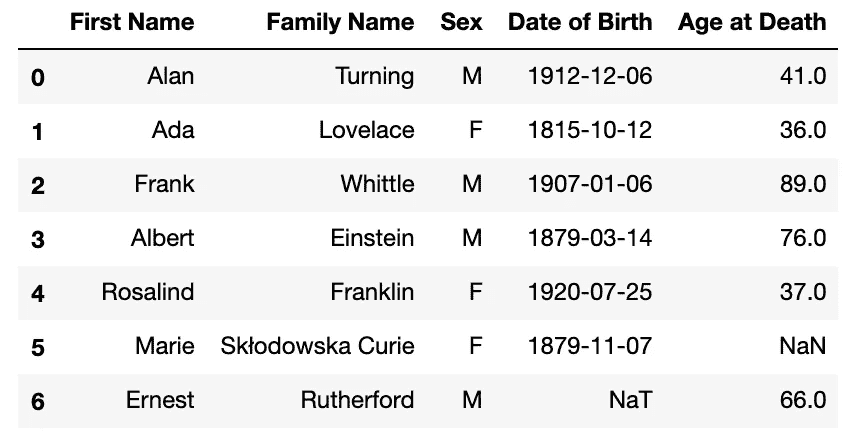 First Name Family Name Sex Date of Birth Age at Death
0 Alan Turning M 1912-12-06 41.0
1 Ada Lovelace F 1815-10-12 36.0
2 Frank Whittle M 1907-01-06 89.0
3 Albert Einstein M 1879-03-14 76.0
4 Rosalind Franklin F 1920-07-25 37.0
5 Marie Skłodowska Curie F 1879-11-07 NaN
6 Ernest Rutherford M NaT 66.0